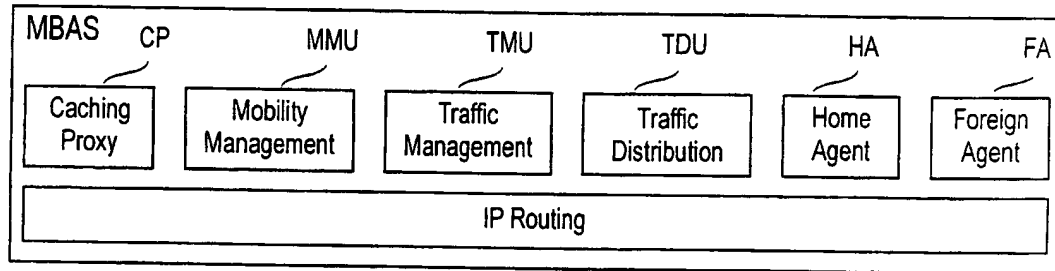 MBAS
CP
MMU
TMU
TDU
HA
FA
Caching
Proxy
Mobility
Management
Traffic
Management
Traffic
Distribution
Home
Agent
Foreign
Agent
IP Routing